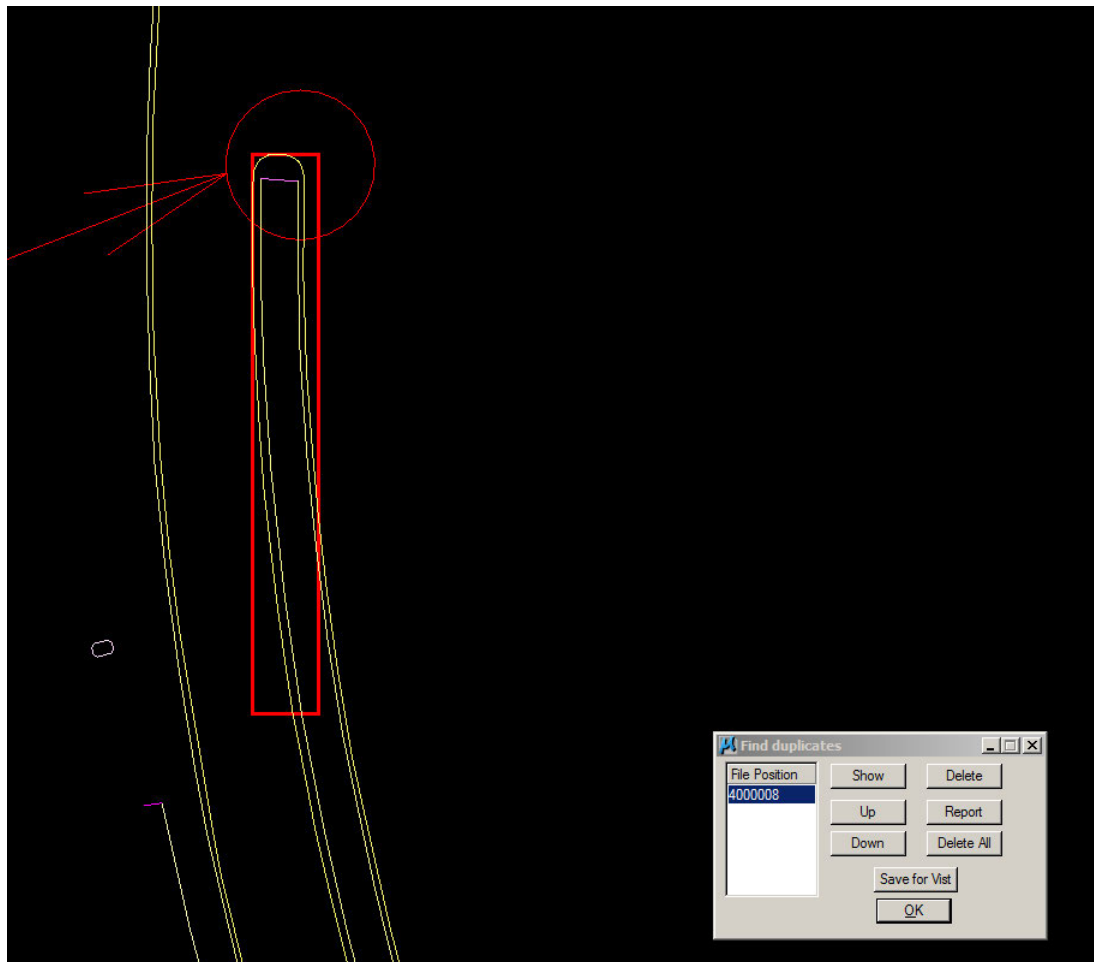 Find duplicates
File Position
4000008
Show
Delete
Up
Report
Down
Delete All
Save for Vist
OK